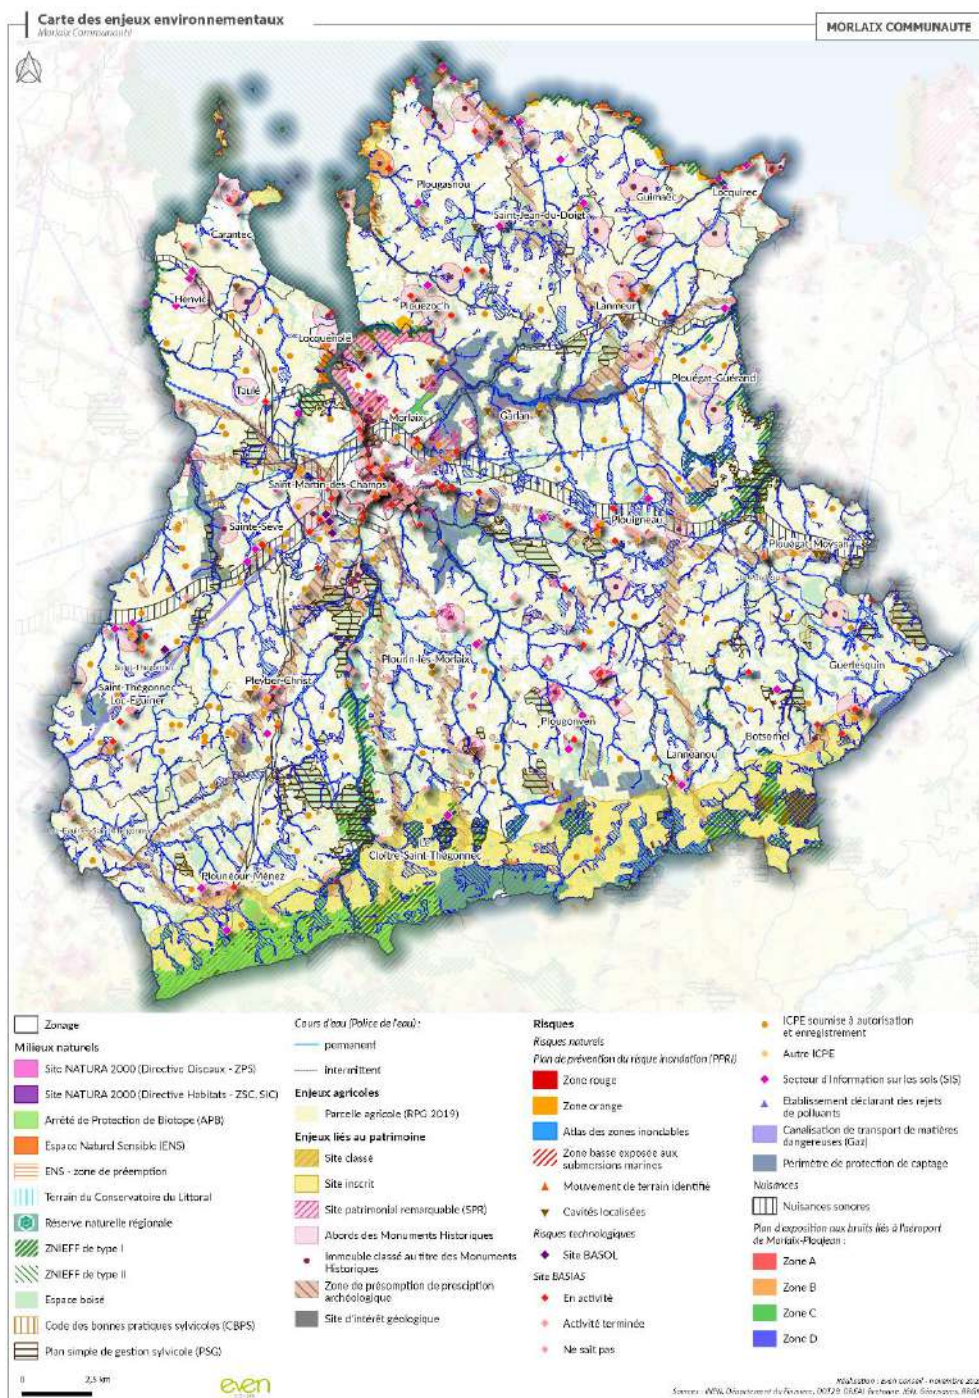 Carte des enjeux environnementaux
Morlaix Communauté
MORLAIX COMMUNAUTE
Plougasnou
Saint-Jean-du-Doigt
Guimaëc
Locquirec
Carantec
Henvic
Plouezoc'h
Lanmeur
Locquénolé
Taulé
Plouégat-Guérand
Morlaix
Garlan
Saint-Martin-des-Champs
Sainte-Sève
Plouigneau
Plouégat-Moysan
Plourin-lès-Morlaix
Guerlesquin
Saint-Thégonnec
Loc-Eguiner
Pleyber-Christ
Plougonven
Botsorhel
Lannéanou
Le
Cloître-Saint-Thégonnec
Plounéour-Ménez
Zonage
Milieux naturels
Site NATURA 2000 (Directive Oiseaux - ZPS)
Site NATURA 2000 (Directive Habitats - ZSC, SIC)
Arrêté de Protection de Biotope (APB)
Espace Naturel Sensible (ENS)
ENS - zone de préemption
Terrain du Conservatoire du Littoral
Réserve naturelle régionale
ZNIEFF de type I
ZNIEFF de type II
Espace boisé
Code des bonnes pratiques sylvicoles (CBPS)
Plan simple de gestion sylvicole (PSG)
0 2,5 km
Cours d'eau (Police de l'eau) :
permanent
intermittent
Enjeux agricoles
Parcelle agricole (RPG 2019)
Enjeux liés au patrimoine
Site classé
Site inscrit
Site patrimonial remarquable (SPR)
Abords des Monuments Historiques
Immeuble classé au titre des Monuments
Historiques
Zone de présomption de presciption
archéologique
Site d'intérêt géologique
even
Risques
Risques naturels
Plan de prévention du risque inondation (PPRI)
Zone rouge
Zone orange
Atlas des zones inondables
Zone basse exposée aux
submersions marines
Mouvement de terrain identifié
Cavités localisées
Risques technologiques
Site BASOL
Site BASIAS
En activité
Activité terminée
Ne sait pas
ICPE soumise à autorisation
et enregistrement
Autre ICPE
Secteur d'Information sur les sols (SIS)
Etablissement déclarant des rejets
de polluants
Canalisation de transport de matières
dangereuses (Gaz)
Périmètre de protection de captage
Nuisances
Nuisances sonores
Plan d'exposition aux bruits liés à l'aéroport
de Morlaix-Ploujean :
Zone A
Zone B
Zone C
Zone D
Réalisation : Even Conseil - novembre